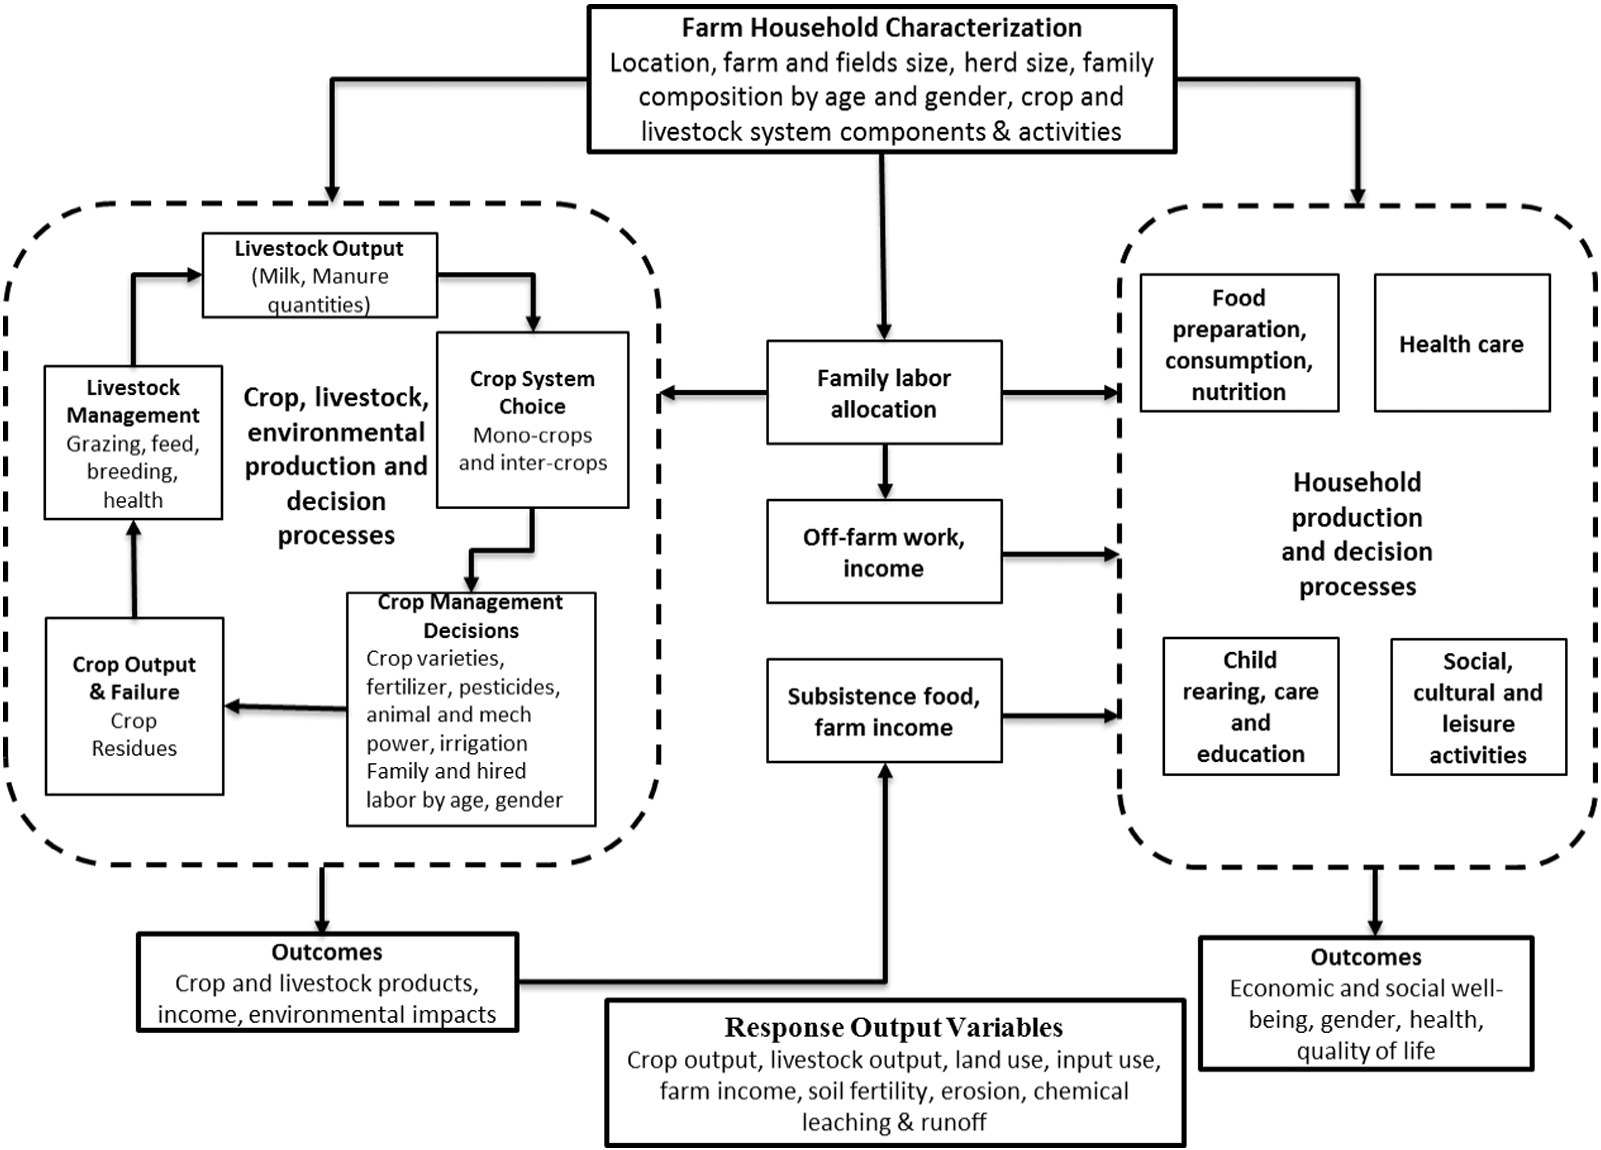 Farm Household Characterization
Location, farm and fields size, herd size, family
composition by age and gender, crop and
livestock system components & activities
Livestock Output
(Milk, Manure
quantities)
Livestock
Management
Grazing, feed,
breeding,
health
Crop, livestock,
environmental
production and
decision
processes
Crop System
Choice
Mono-crops
and inter-crops
Crop Management
Decisions
Crop varieties,
fertilizer, pesticides,
animal and mech
power, irrigation
Family and hired
labor by age, gender
Crop Output
& Failure
Crop
Residues
Family labor
allocation
Off-farm work,
income
Subsistence food,
farm income
Food
preparation,
consumption,
nutrition
Health care
Household
production
and decision
processes
Child
rearing, care
and
education
Social,
cultural and
leisure
activities
Outcomes
Crop and livestock products,
income, environmental impacts
Response Output Variables
Crop output, livestock output, land use, input use,
farm income, soil fertility, erosion, chemical
leaching & runoff
Outcomes
Economic and social well-
being, gender, health,
quality of life